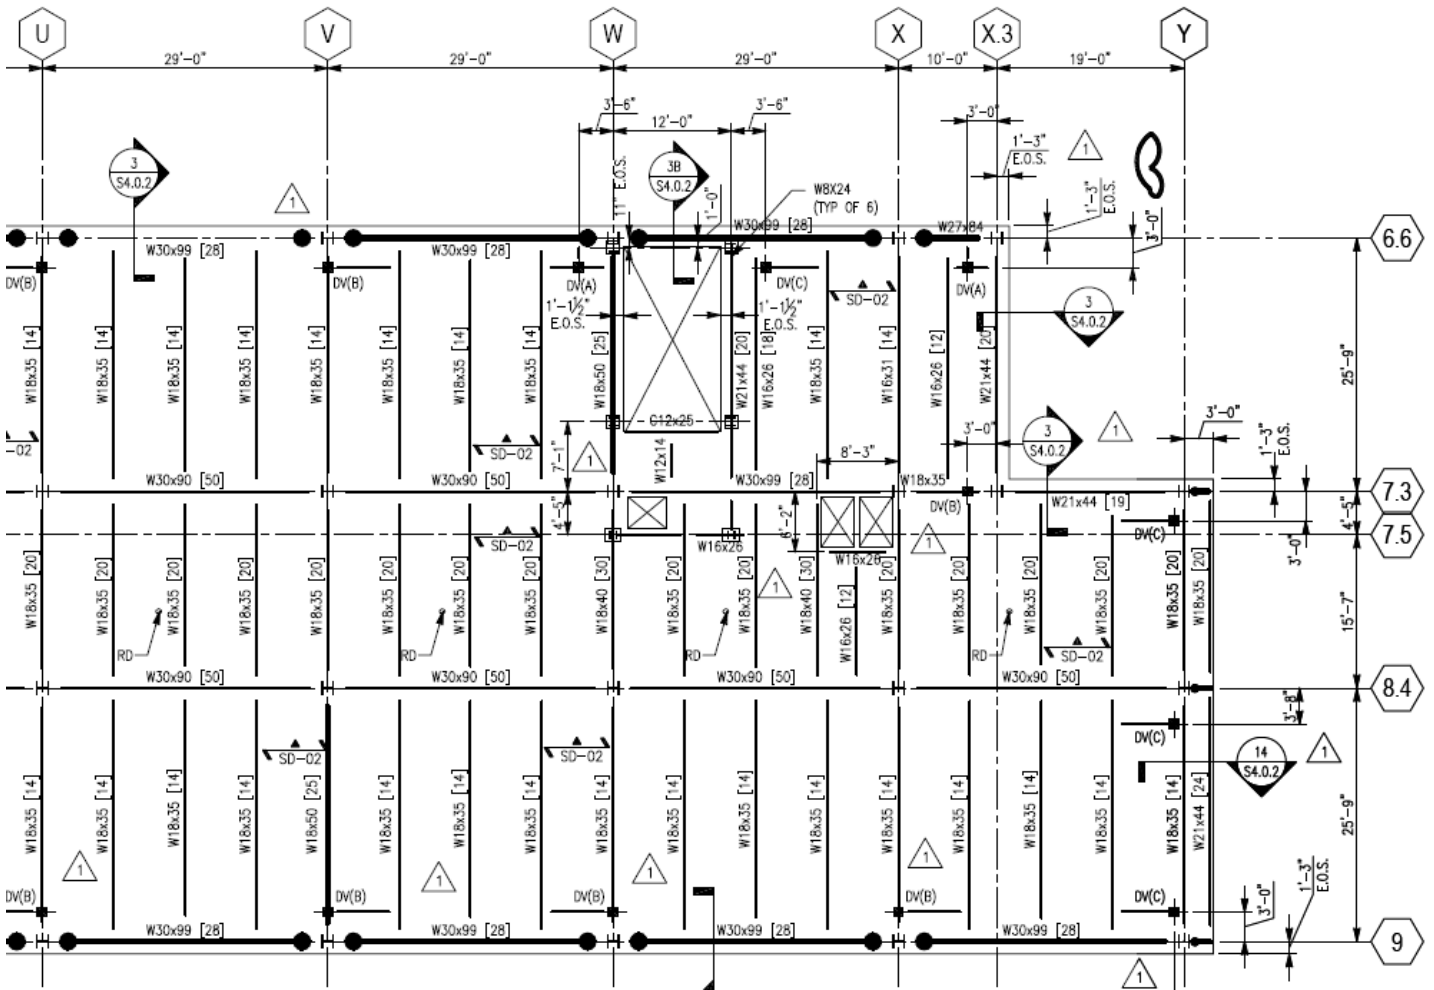 U V W X X.3 Y
29'-0" 29'-0" 29'-0" 10'-0" 19'-0"
3'-6" 12'-0" 3'-6" 3'-0"
1'-3"
E.O.S.
1
3
S4.0.2
3B
S4.0.2
11" E.O.S.
1'-0"
W8X24
(TYP OF 6)
1'-3"
E.O.S.
3'-0"
1
W30x99 [28] W30x99 [28] W30x99 [28] W27x84
6.6
DV(B) DV(B) DV(A) DV(C) DV(A)
SD-02
1'-1½"
E.O.S.
1'-1½"
E.O.S.
3
S4.0.2
W18x35 [14] W18x35 [14] W18x35 [14] W18x35 [14] W18x35 [14] W18x35 [14] W18x35 [14] W18x35 [14] W18x50 [25] W21x44 [20] W16x26 [18] W18x35 [14] W16x31 [14] W16x26 [12] W21x44 [20]
25'-9"
C12x25
W12x14
3'-0"
3
S4.0.2
1
3'-0"
1'-3"
E.O.S.
-02
SD-02
7'-1"
1
8'-3"
W30x90 [50] W30x90 [50] W30x99 [28] W18x35
DV(B)
W21x44 [19]
7.3
4'-5"
6'-2"
4'-5"
3'-0"
DV(C)
7.5
SD-02
W16x26
W16x26
1
1
W18x35 [20] W18x35 [20] W18x35 [20] W18x35 [20] W18x35 [20] W18x35 [20] W18x35 [20] W18x35 [20] W18x40 [30] W18x35 [20] W18x35 [20] W18x40 [30] W16x26 [12] W18x35 [20] W18x35 [20] W18x35 [20] W18x35 [20] W18x35 [20] W18x35 [20]
15'-7"
RD RD RD RD
SD-02
W30x90 [50] W30x90 [50] W30x90 [50] W30x90 [50]
8.4
3'-8"
DV(C)
SD-02 SD-02
14
S4.0.2
1
W18x35 [14] W18x35 [14] W18x35 [14] W18x35 [14] W18x50 [25] W18x35 [14] W18x35 [14] W18x35 [14] W18x35 [14] W18x35 [14] W18x35 [14] W18x35 [14] W18x35 [14] W18x35 [14] W18x35 [14] W18x35 [14] W18x35 [14] W21x44 [24]
25'-9"
1 1 1 1
DV(B) DV(B) DV(B) DV(B) DV(C)
3'-0"
1'-3"
E.O.S.
W30x99 [28] W30x99 [28] W30x99 [28] W30x99 [28]
9
1